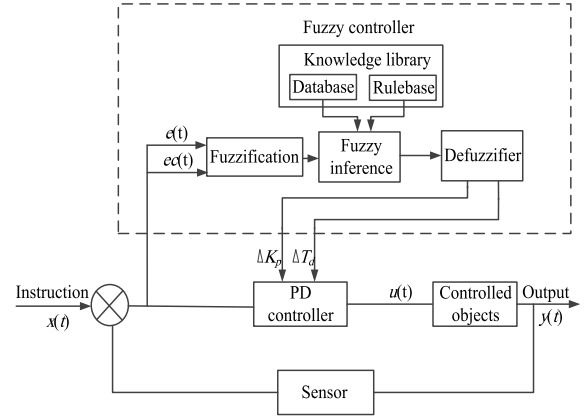 Fuzzy controller
Knowledge library
Database
Rulebase
e(t)
ec(t)
Fuzzification
Fuzzy
inference
Defuzzifier
ΔKp
ΔTd
Instruction
x(t)
PD
controller
u(t)
Controlled
objects
Output
y(t)
Sensor